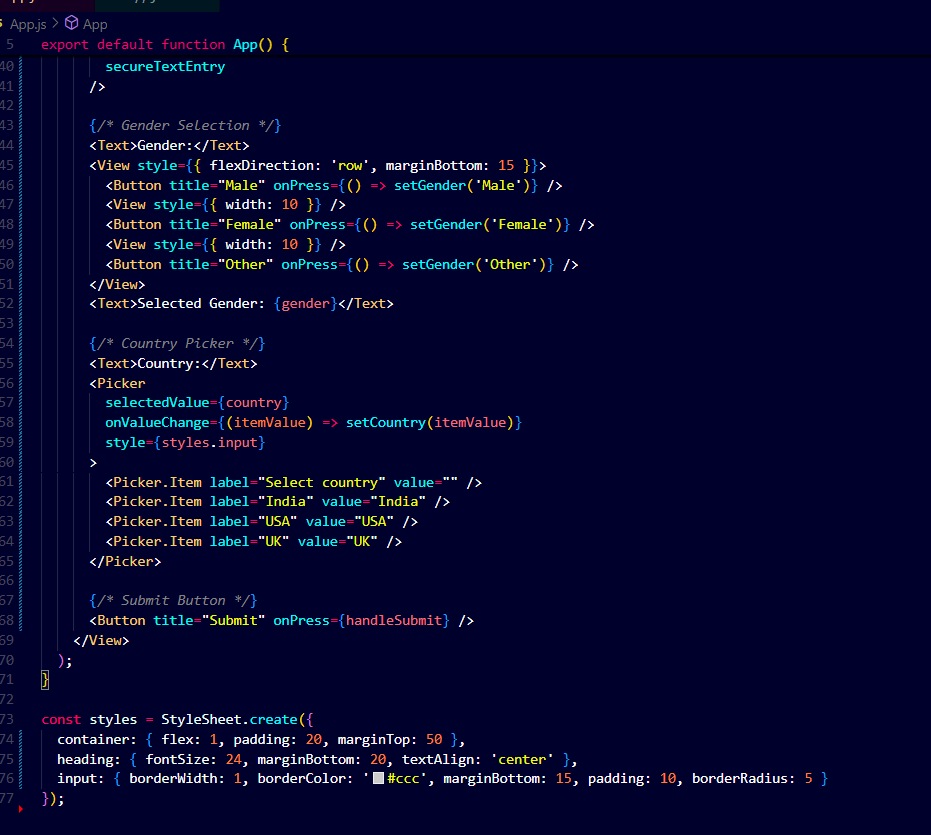 App.js > App
5 export default function App() {
40 secureTextEntry
41 />
42
43 {/* Gender Selection */}
44 <Text>Gender:</Text>
45 <View style={{ flexDirection: 'row', marginBottom: 15 }}>
46 <Button title="Male" onPress={() => setGender('Male')} />
47 <View style={{ width: 10 }} />
48 <Button title="Female" onPress={() => setGender('Female')} />
49 <View style={{ width: 10 }} />
50 <Button title="Other" onPress={() => setGender('Other')} />
51 </View>
52 <Text>Selected Gender: {gender}</Text>
53
54 {/* Country Picker */}
55 <Text>Country:</Text>
56 <Picker
57 selectedValue={country}
58 onValueChange={(itemValue) => setCountry(itemValue)}
59 style={styles.input}
60 >
61 <Picker.Item label="Select country" value="" />
62 <Picker.Item label="India" value="India" />
63 <Picker.Item label="USA" value="USA" />
64 <Picker.Item label="UK" value="UK" />
65 </Picker>
66
67 {/* Submit Button */}
68 <Button title="Submit" onPress={handleSubmit} />
69 </View>
70 );
71 }
72
73 const styles = StyleSheet.create({
74 container: { flex: 1, padding: 20, marginTop: 50 },
75 heading: { fontSize: 24, marginBottom: 20, textAlign: 'center' },
76 input: { borderWidth: 1, borderColor: '#ccc', marginBottom: 15, padding: 10, borderRadius: 5 }
77 });